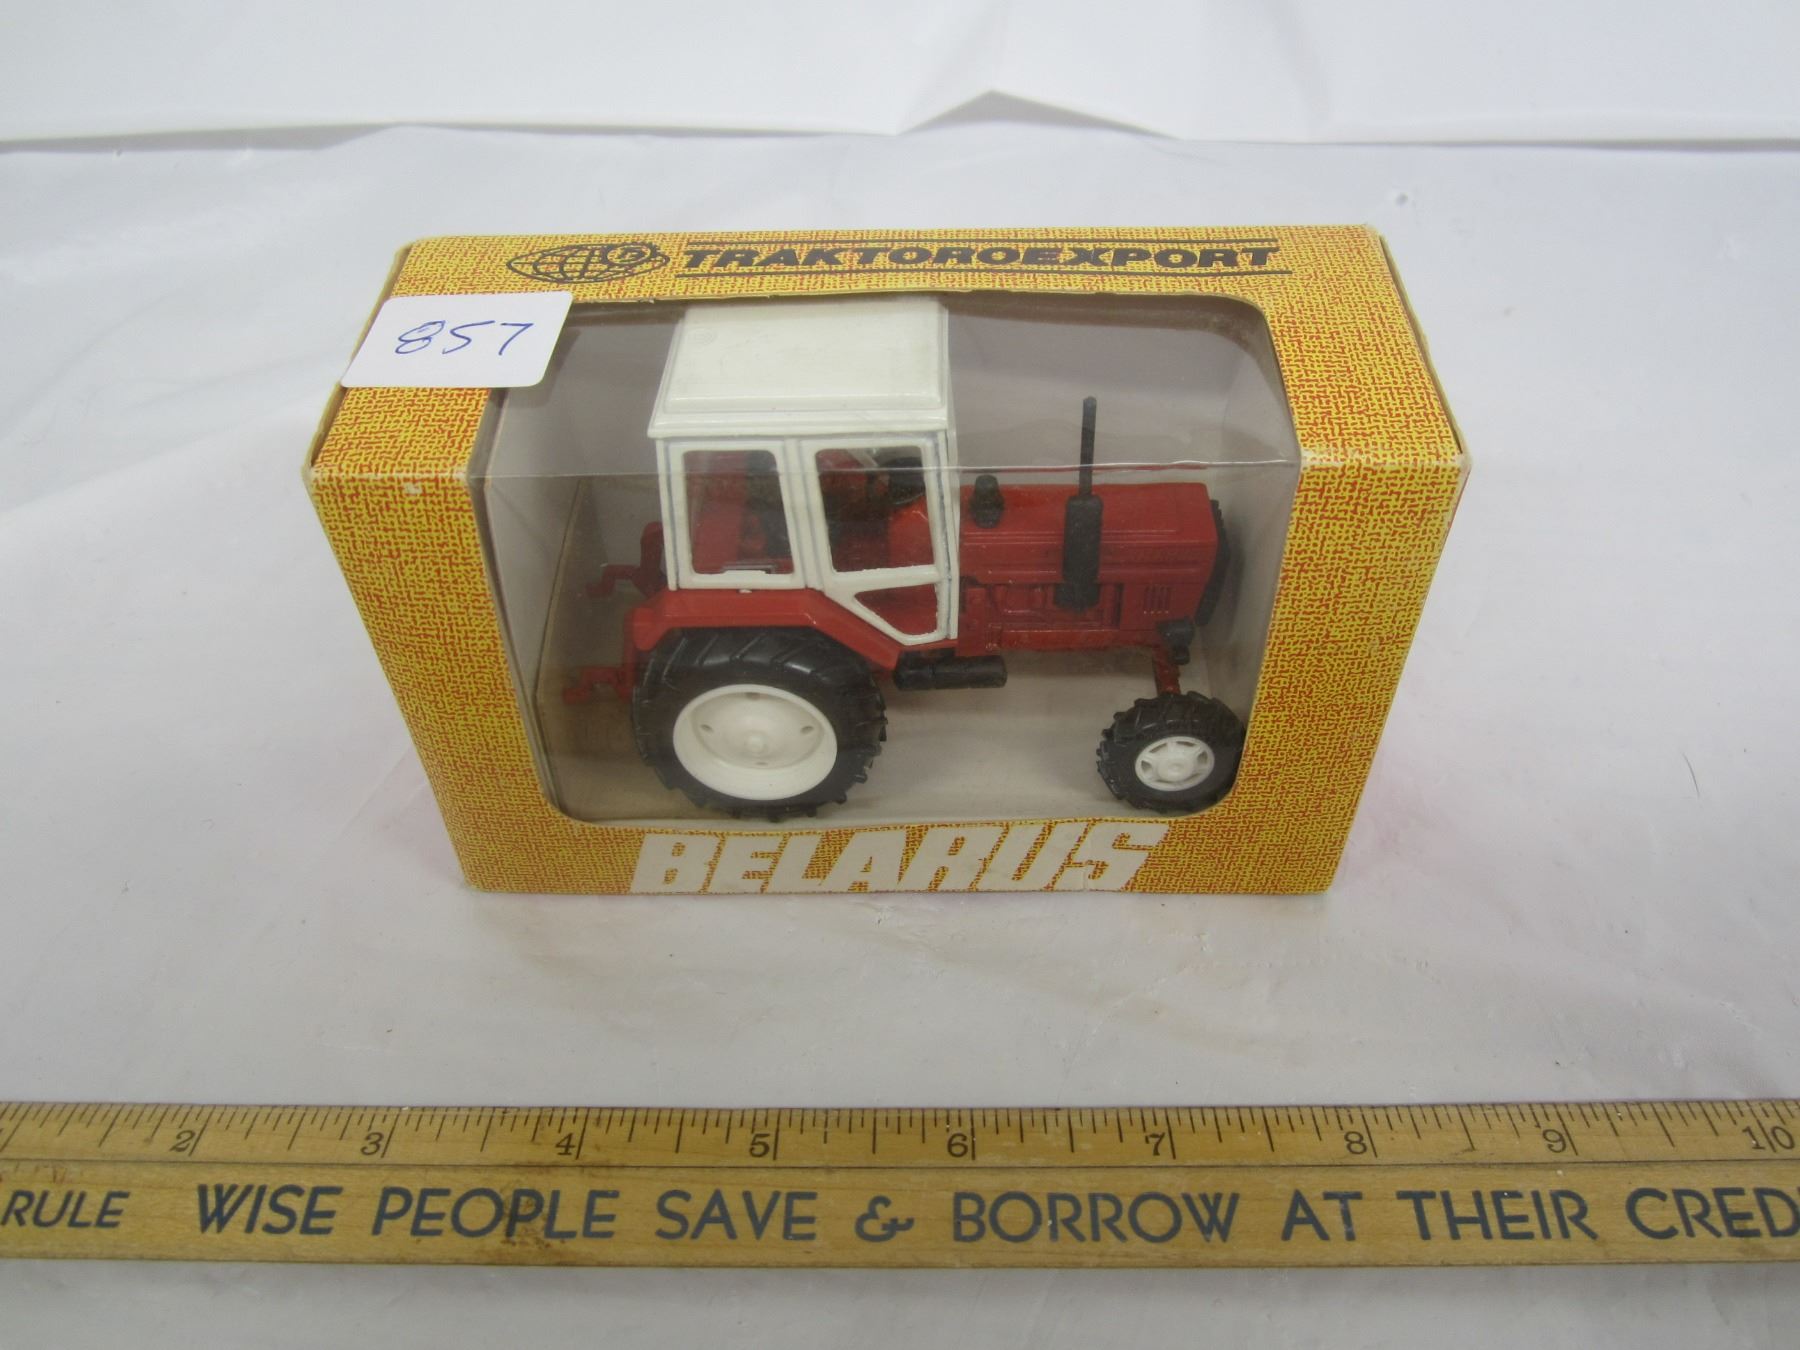 TRAKTOROEXPORT
857
BELARUS
2 3 4 5 6 7 8 9 10
RULE WISE PEOPLE SAVE & BORROW AT THEIR CRED